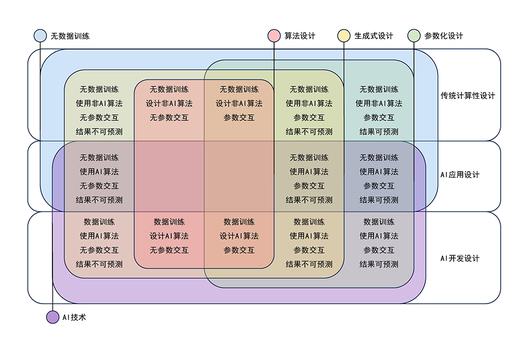 无数据训练
算法设计
生成式设计
参数化设计
无数据训练
使用非AI算法
无参数交互
结果不可预测
无数据训练
设计非AI算法
无参数交互
无数据训练
设计非AI算法
参数交互
无数据训练
使用非AI算法
参数交互
结果不可预测
无数据训练
使用非AI算法
参数交互
结果可预测
传统计算性设计
无数据训练
使用AI算法
无参数交互
结果不可预测
无数据训练
使用AI算法
参数交互
结果不可预测
无数据训练
使用AI算法
参数交互
结果可预测
AI应用设计
数据训练
使用AI算法
无参数交互
结果不可预测
数据训练
设计AI算法
无参数交互
数据训练
设计AI算法
参数交互
数据训练
使用AI算法
参数交互
结果不可预测
数据训练
使用AI算法
参数交互
结果可预测
AI开发设计
AI技术